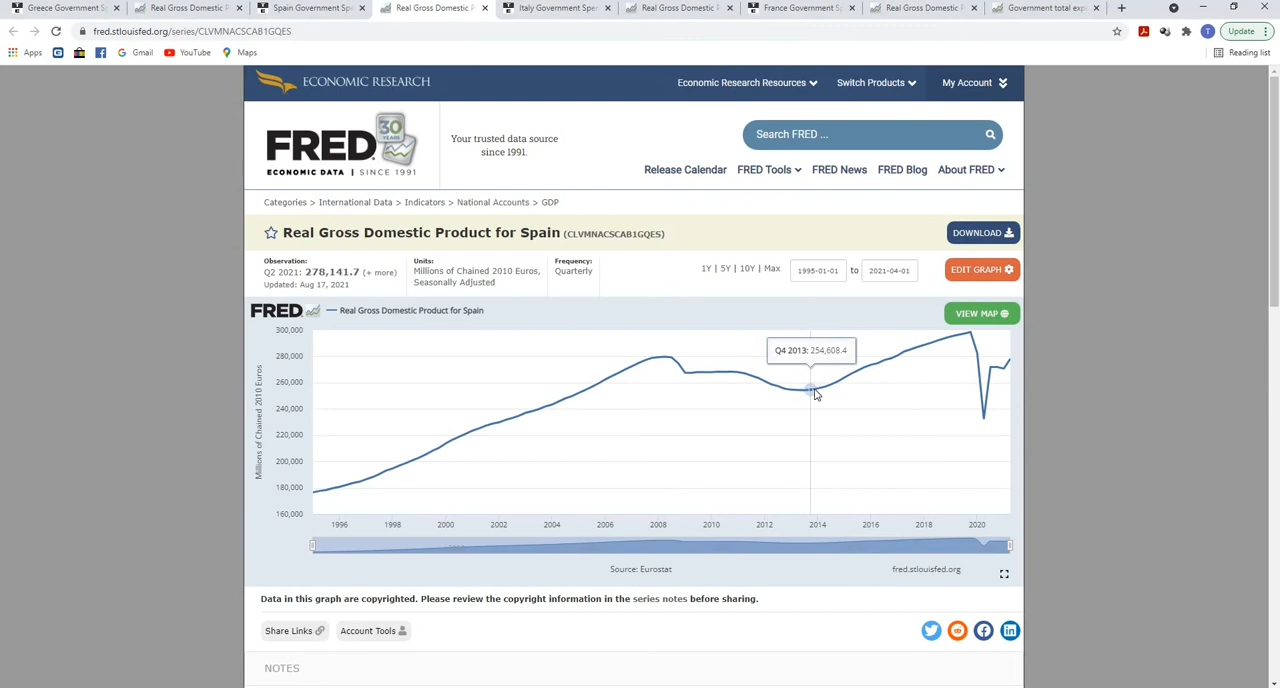 Greece Government S
Real Gross Domestic P
Spain Government Spe
Real Gross Domestic P
Italy Government Spen
Real Gross Domestic P
France Government Sp
Real Gross Domestic P
Government total exp
fred.stlouisfed.org/series/CLVMNACSCAB1GQES
T
Update
Apps
Gmail
YouTube
Maps
Reading list
ECONOMIC RESEARCH
Economic Research Resources
Switch Products
My Account
FRED
30
YEARS
ECONOMIC DATA | SINCE 1991
Your trusted data source
since 1991.
Search FRED ...
Release Calendar
FRED Tools
FRED News
FRED Blog
About FRED
Categories > International Data > Indicators > National Accounts > GDP
Real Gross Domestic Product for Spain (CLVMNACSCAB1GQES)
DOWNLOAD
Observation:
Q2 2021: 278,141.7 (+ more)
Updated: Aug 17, 2021
Units:
Millions of Chained 2010 Euros,
Seasonally Adjusted
Frequency:
Quarterly
1Y | 5Y | 10Y | Max
1995-01-01 to 2021-04-01
EDIT GRAPH
FRED
Real Gross Domestic Product for Spain
VIEW MAP
Millions of Chained 2010 Euros
300,000
280,000
260,000
240,000
220,000
200,000
180,000
160,000
Q4 2013: 254,608.4
1996 1998 2000 2002 2004 2006 2008 2010 2012 2014 2016 2018 2020
Source: Eurostat
fred.stlouisfed.org
Data in this graph are copyrighted. Please review the copyright information in the series notes before sharing.
Share Links
Account Tools
NOTES